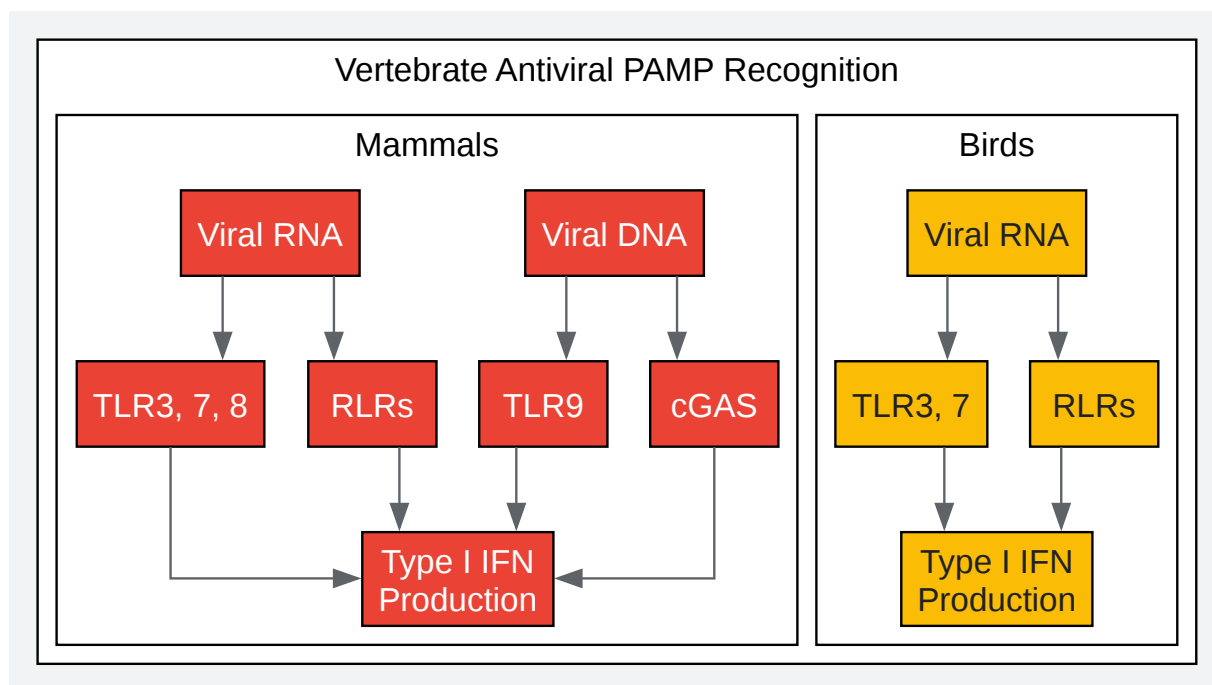 Vertebrate Antiviral PAMP Recognition
Mammals
Viral RNA
Viral DNA
TLR3, 7, 8
RLRs
TLR9
cGAS
Type I IFN
Production
Birds
Viral RNA
TLR3, 7
RLRs
Type I IFN
Production